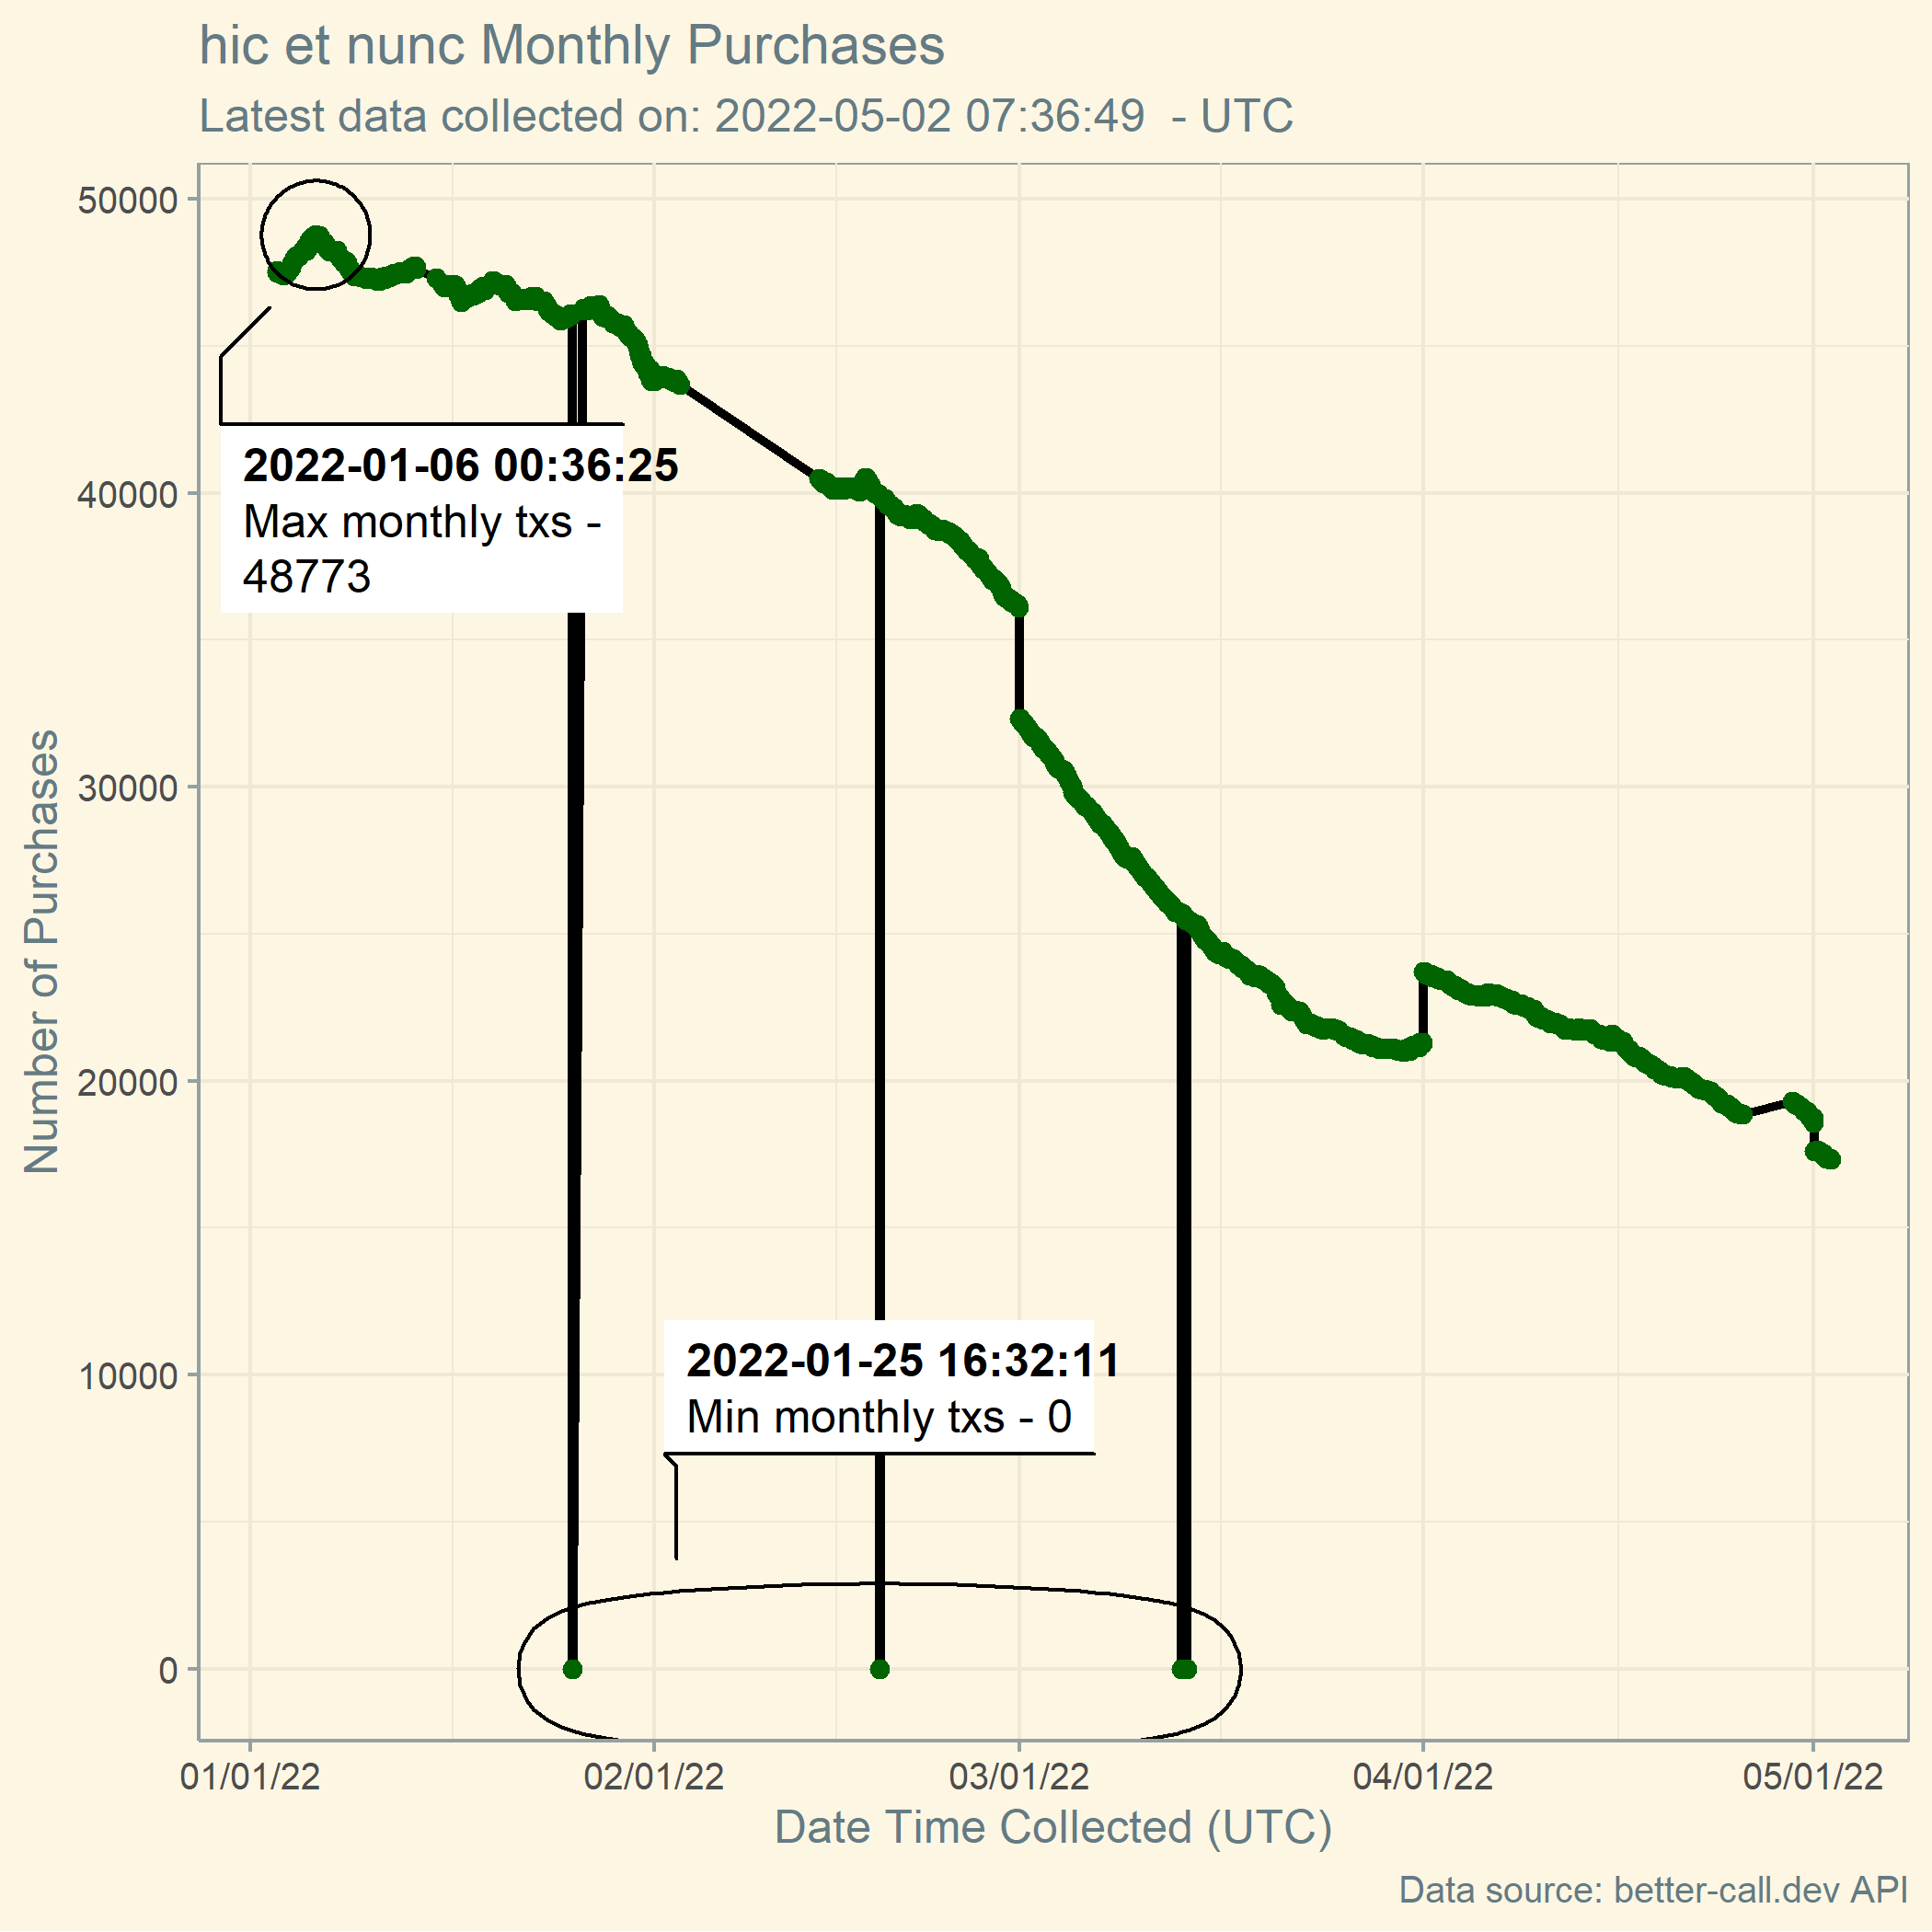 hic et nunc Monthly Purchases
Latest data collected on: 2022-05-02 07:36:49  - UTC
50000
40000
30000
20000
10000
0
Number of Purchases
2022-01-06 00:36:25
Max monthly txs -
48773
2022-01-25 16:32:11
Min monthly txs - 0
01/01/22
02/01/22
03/01/22
04/01/22
05/01/22
Date Time Collected (UTC)
Data source: better-call.dev API